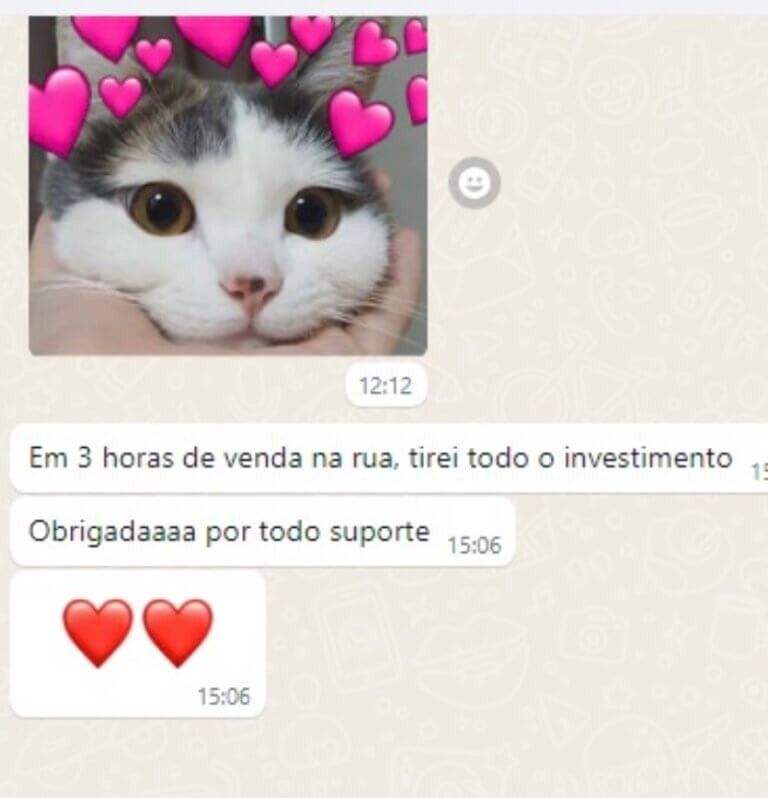 12:12
Em 3 horas de venda na rua, tirei todo o investimento
Obrigadaaaa por todo suporte 15:06
15:06